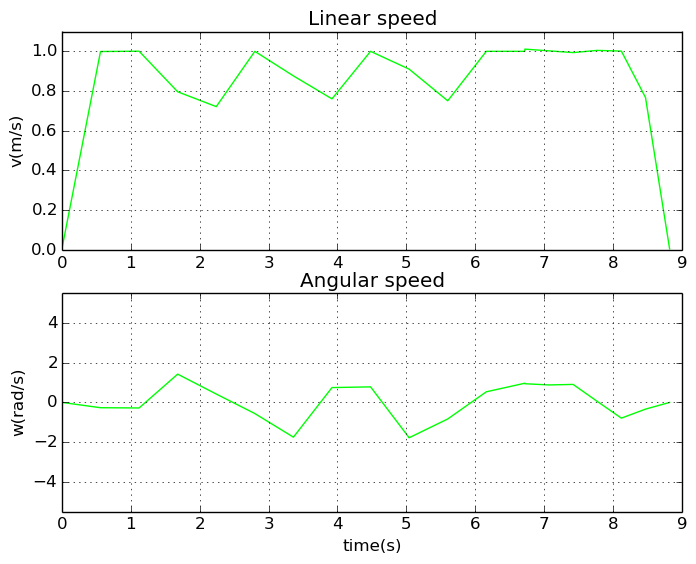 Linear speed
1.0
0.8
0.6
0.4
0.2
0.0
v(m/s)
0 1 2 3 4 5 6 7 8 9
Angular speed
4
2
0
−2
−4
w(rad/s)
0 1 2 3 4 5 6 7 8 9
time(s)